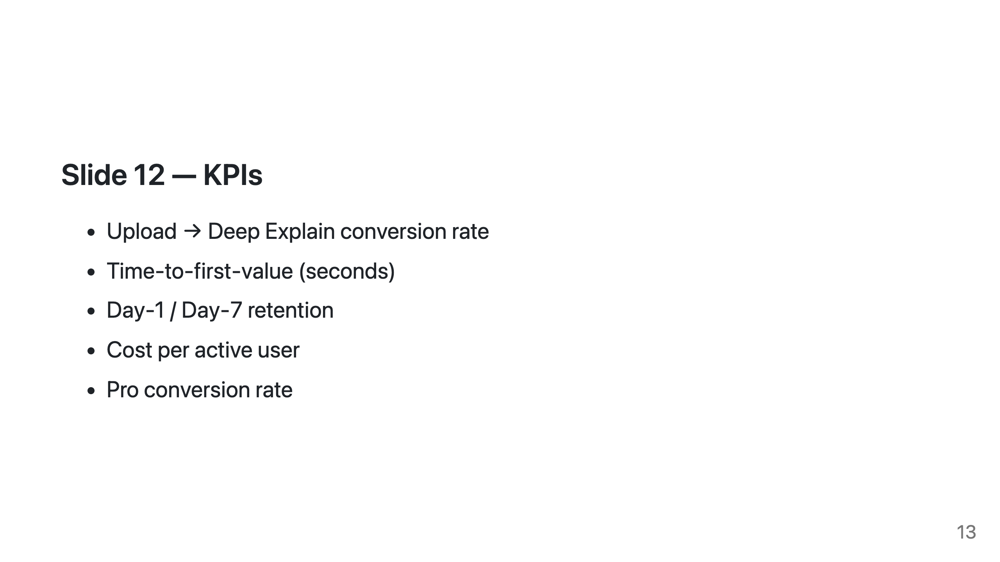 Slide 12 — KPIs
• Upload → Deep Explain conversion rate
• Time-to-first-value (seconds)
• Day-1 / Day-7 retention
• Cost per active user
• Pro conversion rate
13